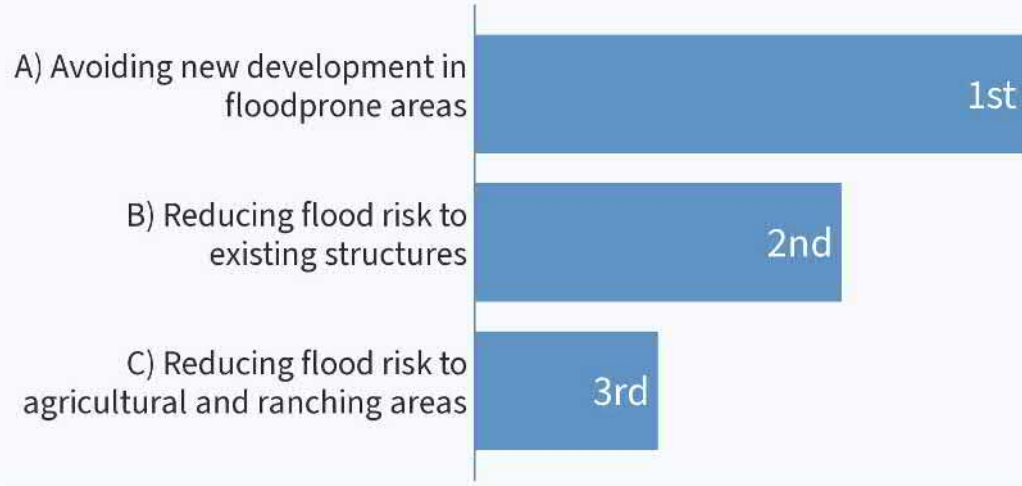 A) Avoiding new development in
floodprone areas
1st
B) Reducing flood risk to
existing structures
2nd
C) Reducing flood risk to
agricultural and ranching areas
3rd